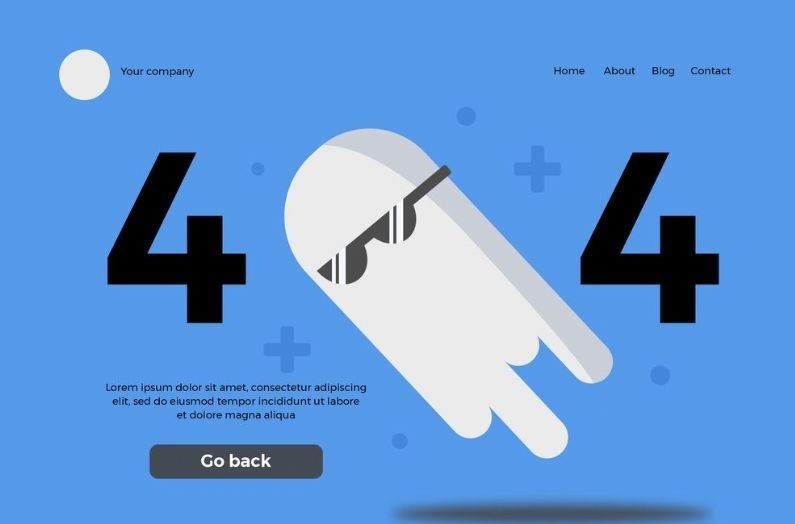 Your company
Home About Blog Contact
4 4
Lorem ipsum dolor sit amet, consectetur adipiscing
elit, sed do eiusmod tempor incididunt ut labore
et dolore magna aliqua
Go back